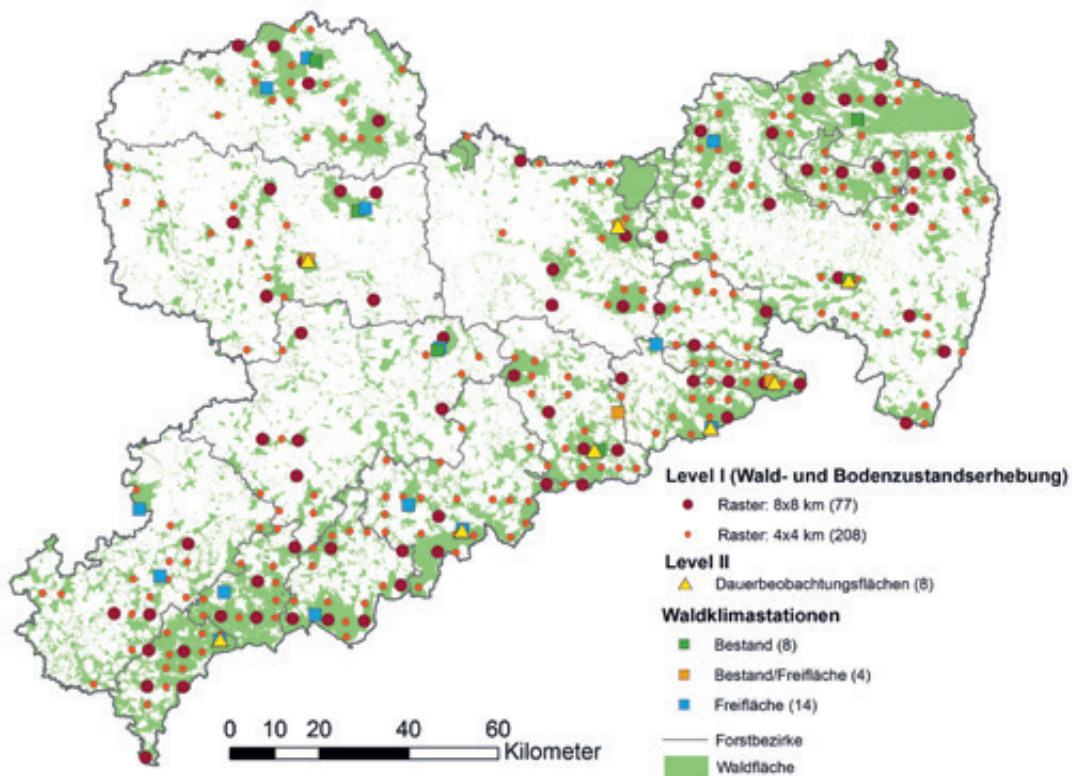 Level I (Wald- und Bodenzustandserhebung)
Raster: 8x8 km (77)
Raster: 4x4 km (208)
Level II
Dauerbeobachtungsflächen (8)
Waldklimastationen
Bestand (8)
Bestand/Freifläche (4)
Freifläche (14)
Forstbezirke
Waldfläche
0 10 20 40 60
Kilometer